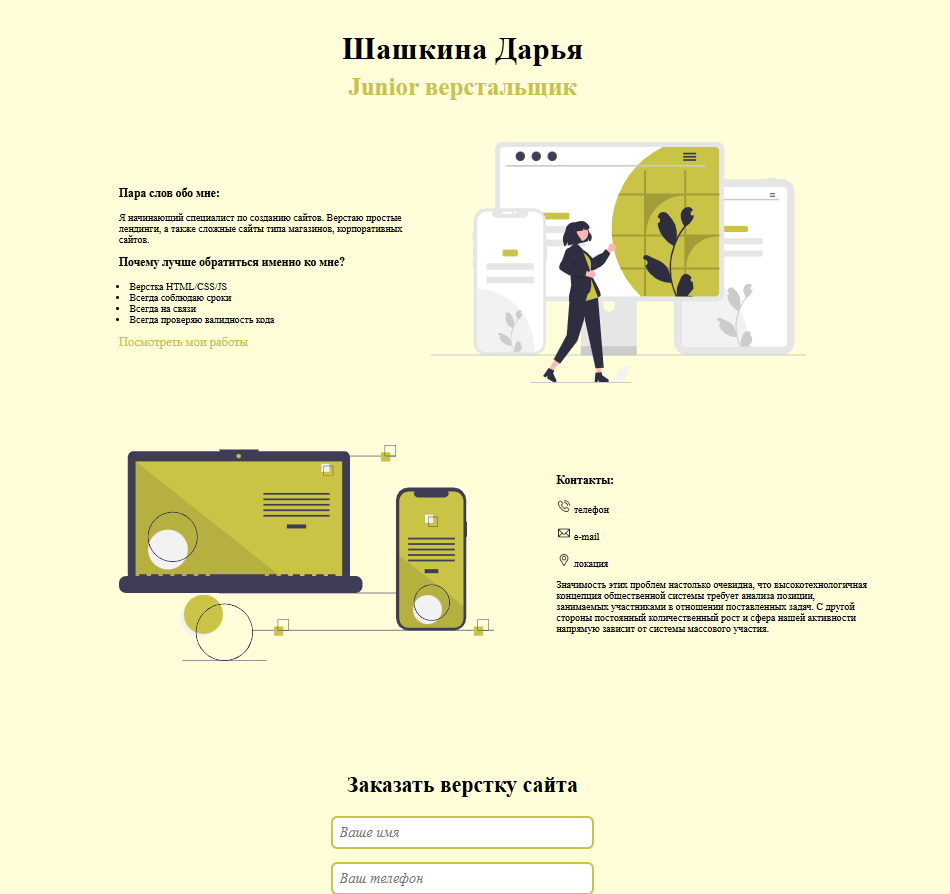 Шашкина Дарья
Junior верстальщик
Пара слов обо мне:
Я начинающий специалист по созданию сайтов. Верстаю простые
лендинги, а также сложные сайты типа магазинов, корпоративных
сайтов.
Почему лучше обратиться именно ко мне?
Верстка HTML/CSS/JS
Всегда соблюдаю сроки
Всегда на связи
Всегда проверяю валидность кода
Посмотреть мои работы
Контакты:
телефон
e-mail
локация
Значимость этих проблем настолько очевидна, что высокотехнологичная
концепция общественной системы требует анализа позиции,
занимаемых участниками в отношении поставленных задач. С другой
стороны постоянный количественный рост и сфера нашей активности
напрямую зависит от системы массового участия.
Заказать верстку сайта
Ваше имя
Ваш телефон